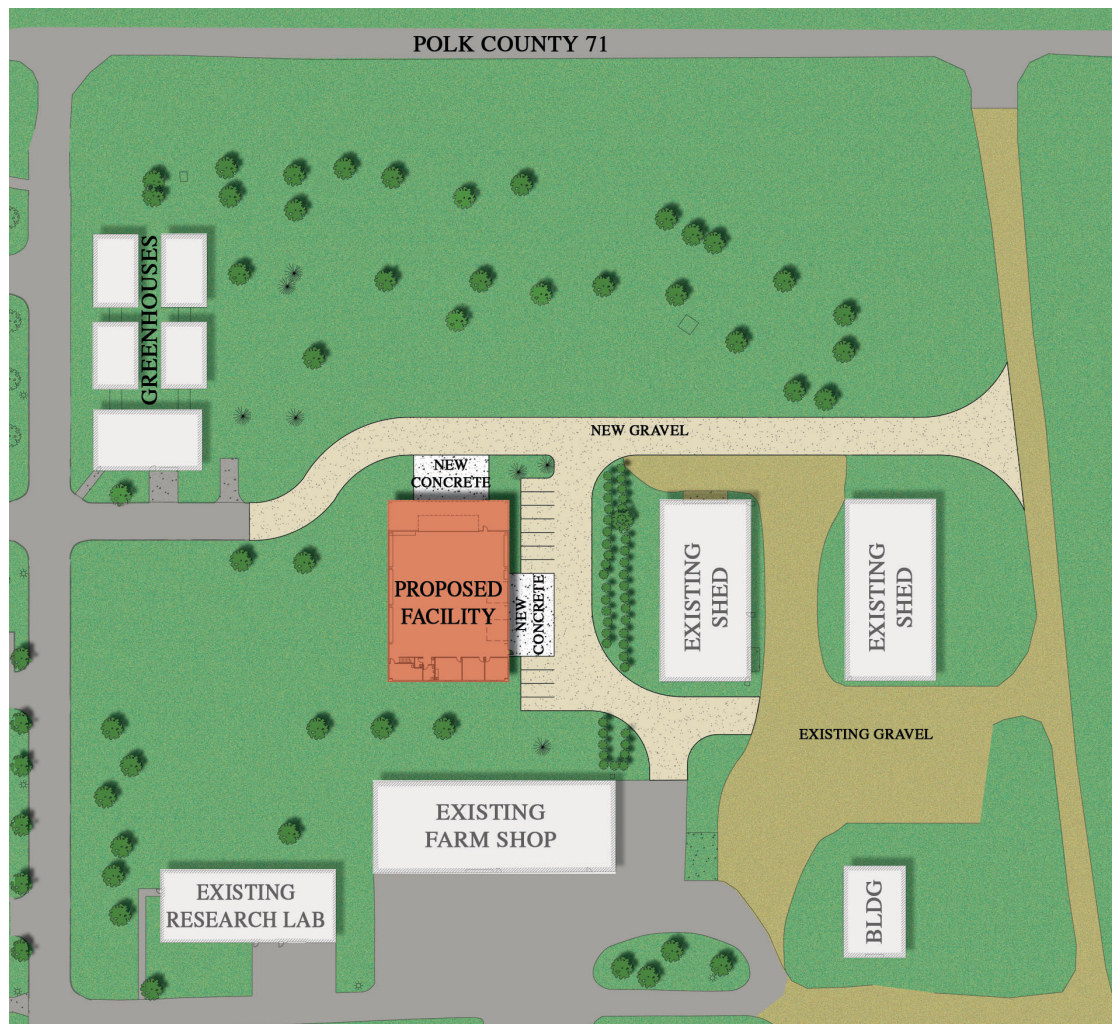 POLK COUNTY 71
GREENHOUSES
NEW GRAVEL
NEW
CONCRETE
PROPOSED
FACILITY
NEW
CONCRETE
EXISTING
SHED
EXISTING
SHED
EXISTING GRAVEL
EXISTING
FARM SHOP
EXISTING
RESEARCH LAB
BLDG